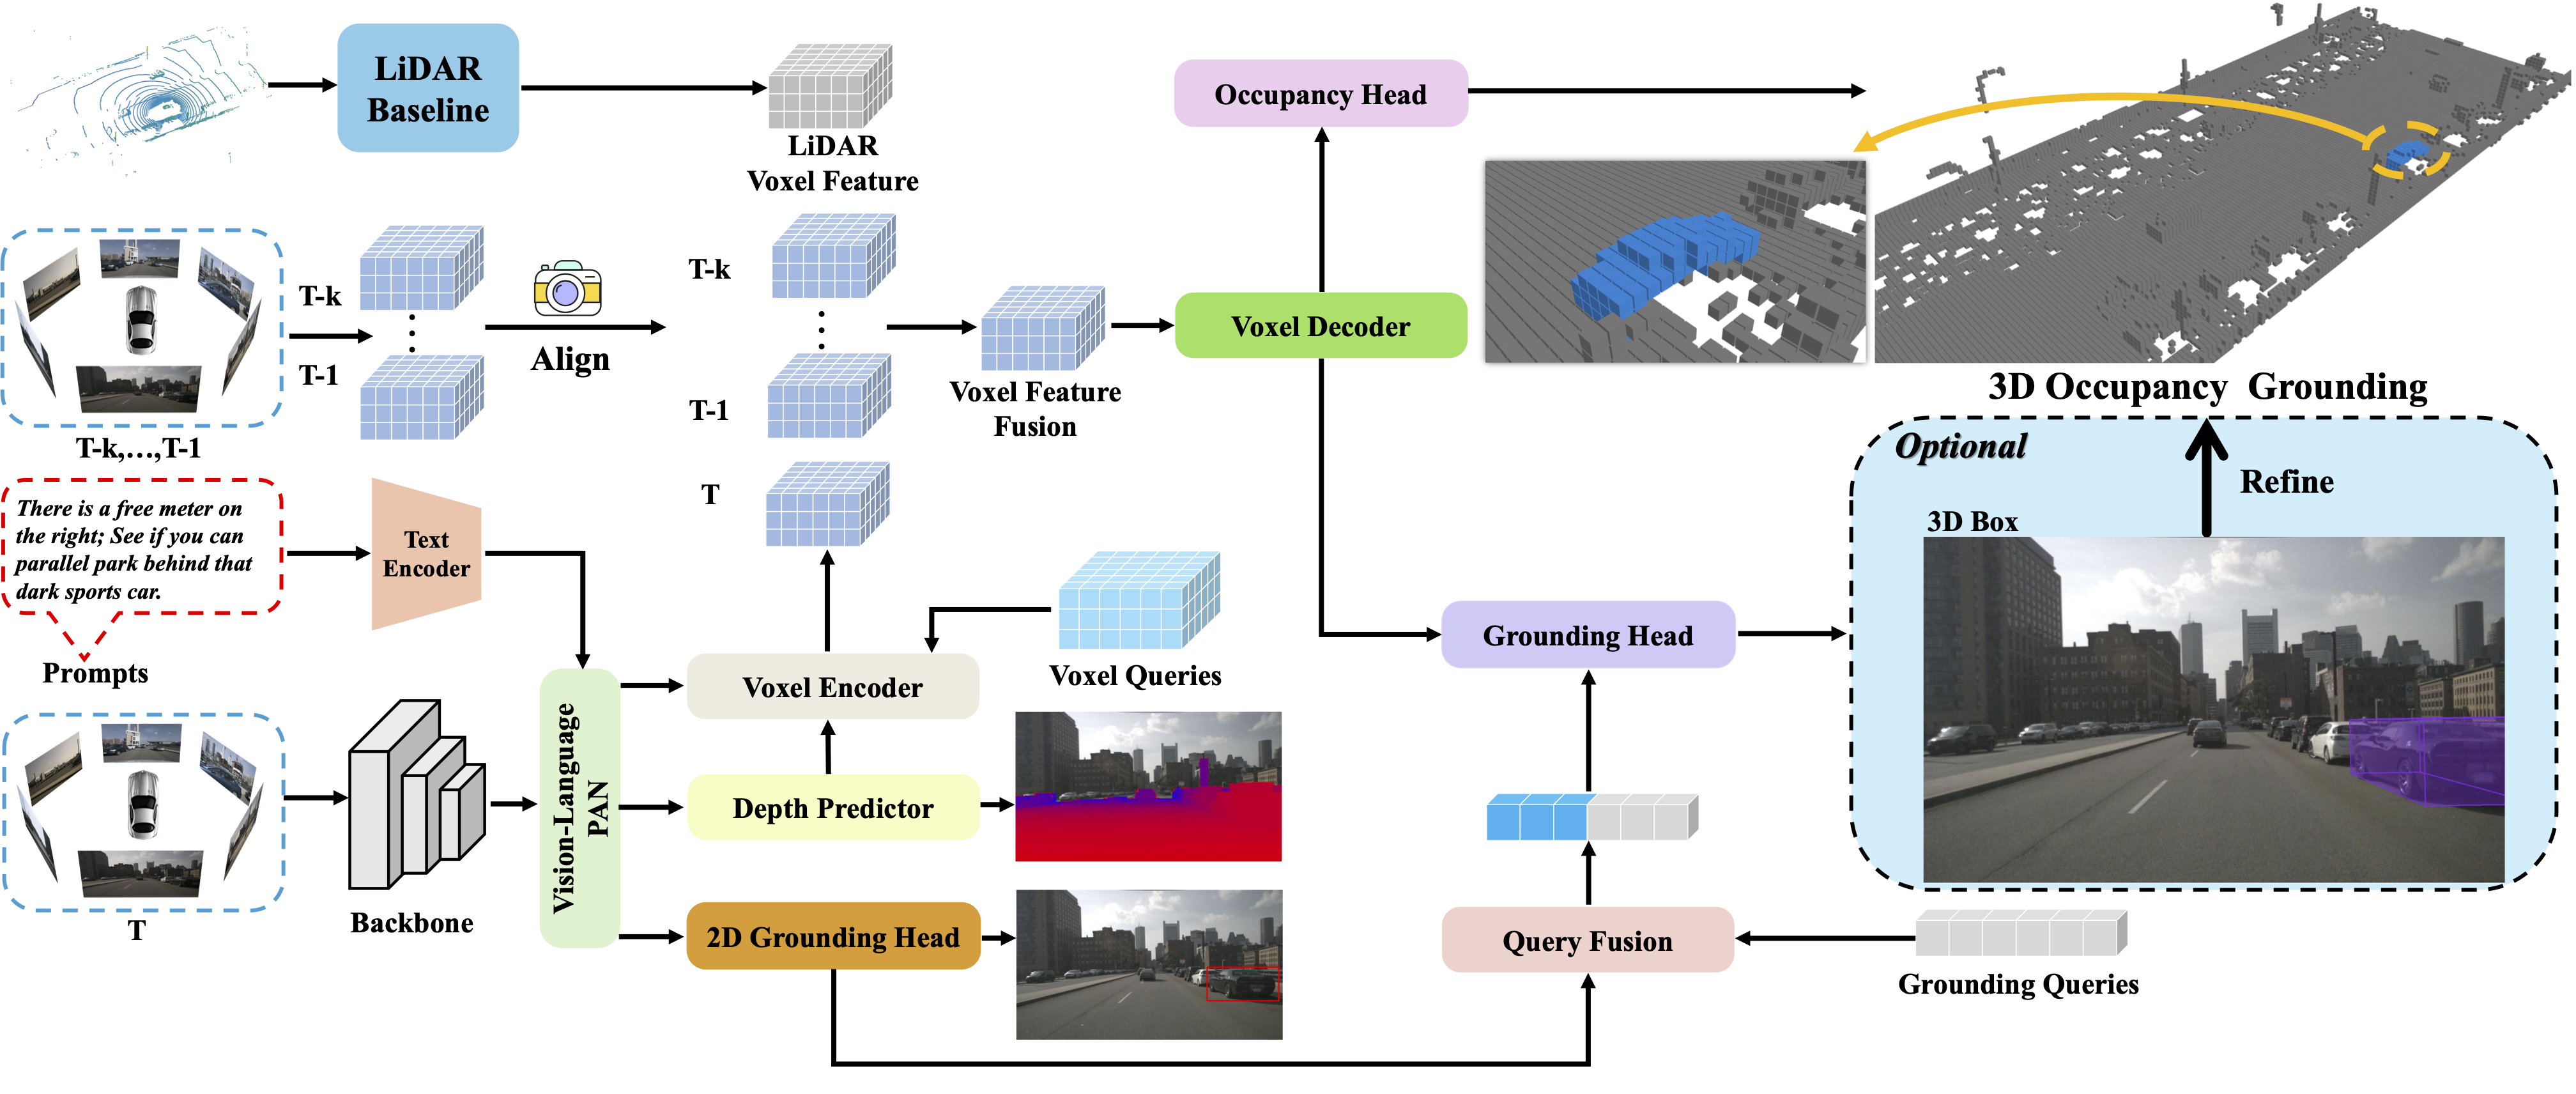 LiDAR
Baseline
LiDAR
Voxel Feature
Occupancy Head
T-k
T-1
Align
T-k
T-1
T
Voxel Feature
Fusion
Voxel Decoder
3D Occupancy Grounding
T-k,…,T-1
There is a free meter on
the right; See if you can
parallel park behind that
dark sports car.
Prompts
Text
Encoder
Optional
Refine
3D Box
Voxel Encoder
Voxel Queries
Grounding Head
Vision-Language
PAN
Depth Predictor
Backbone
T
2D Grounding Head
Query Fusion
Grounding Queries